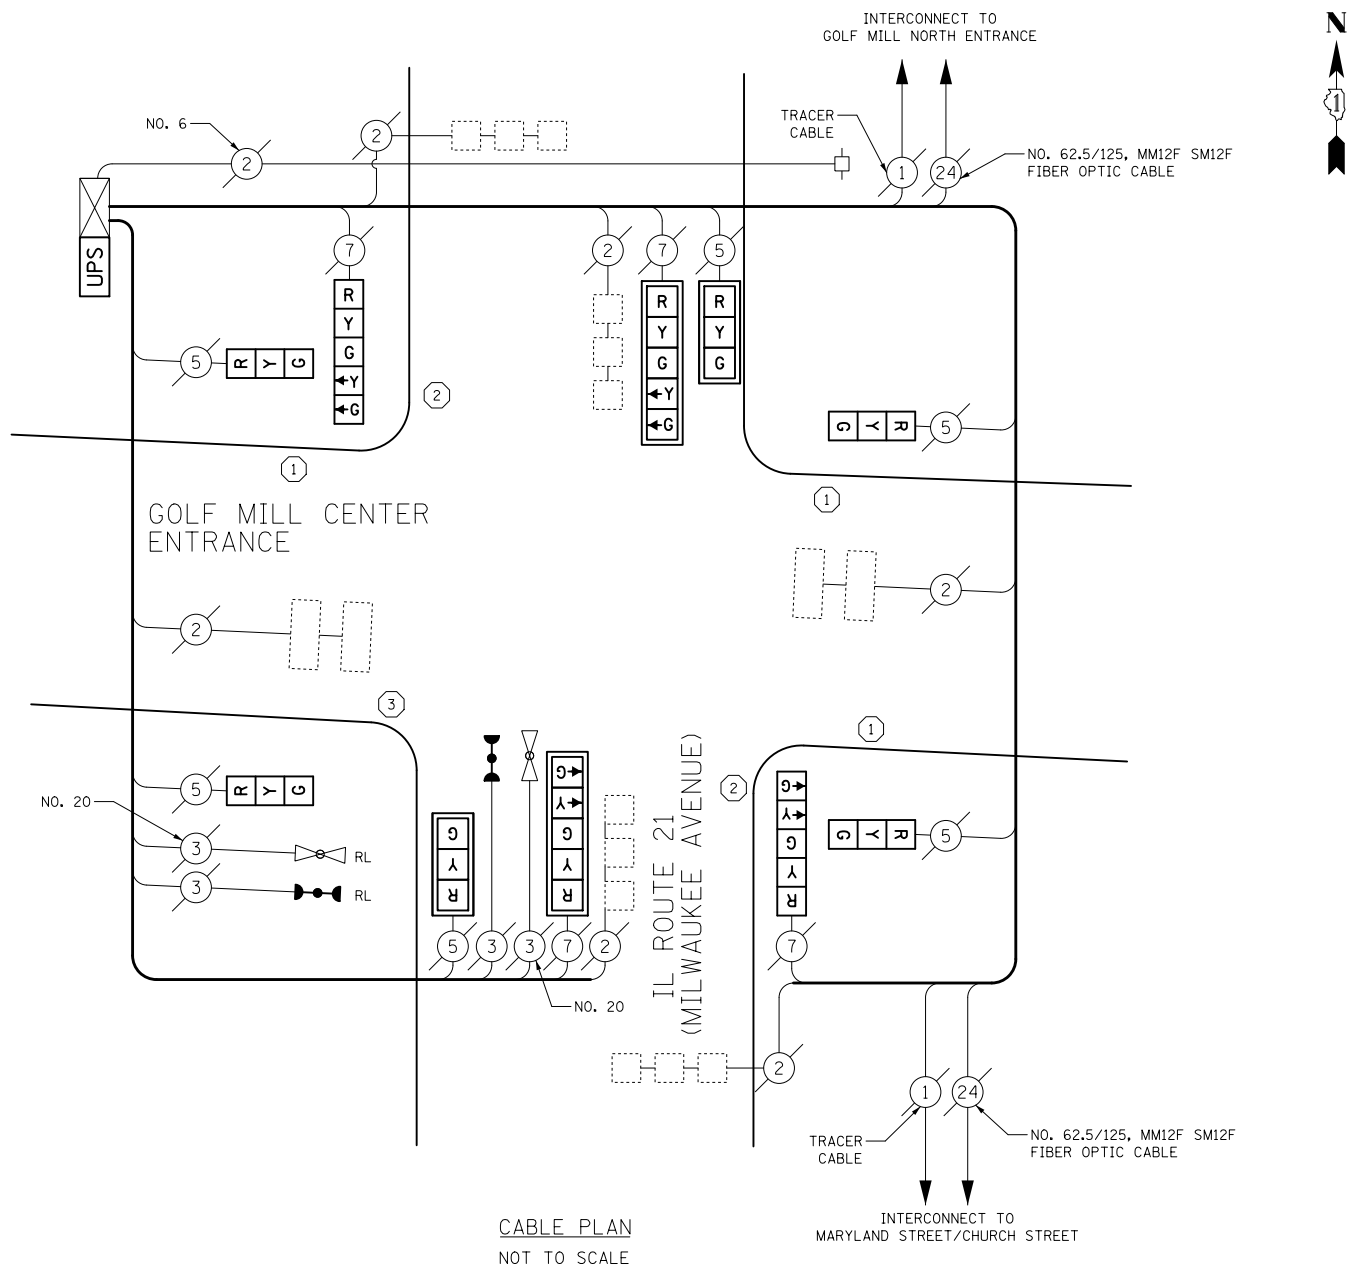 INTERCONNECT TO
GOLF MILL NORTH ENTRANCE
N
1
NO. 6
2
2
TRACER
CABLE
1
24
NO. 62.5/125, MM12F SM12F
FIBER OPTIC CABLE
UPS
7
R
Y
G
Y
G
2
7
R
Y
G
Y
G
5
R
Y
G
5
R Y G
2
5
G Y R
1
1
GOLF MILL CENTER
ENTRANCE
2
2
3
1
2
5
R Y G
NO. 20
3
RL
3
RL
G
Y
R
5
3
3
G
Y
G
Y
R
7
2
NO. 20
IL ROUTE 21
(MILWAUKEE AVENUE)
G
Y
G
Y
R
7
5
G Y R
2
TRACER
CABLE
1
24
NO. 62.5/125, MM12F SM12F
FIBER OPTIC CABLE
INTERCONNECT TO
MARYLAND STREET/CHURCH STREET
CABLE PLAN
NOT TO SCALE